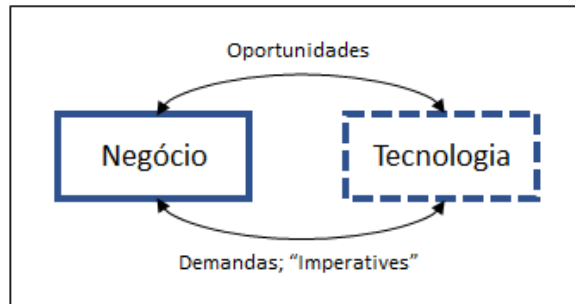 Oportunidades
Negócio
Tecnologia
Demandas; “Imperatives”